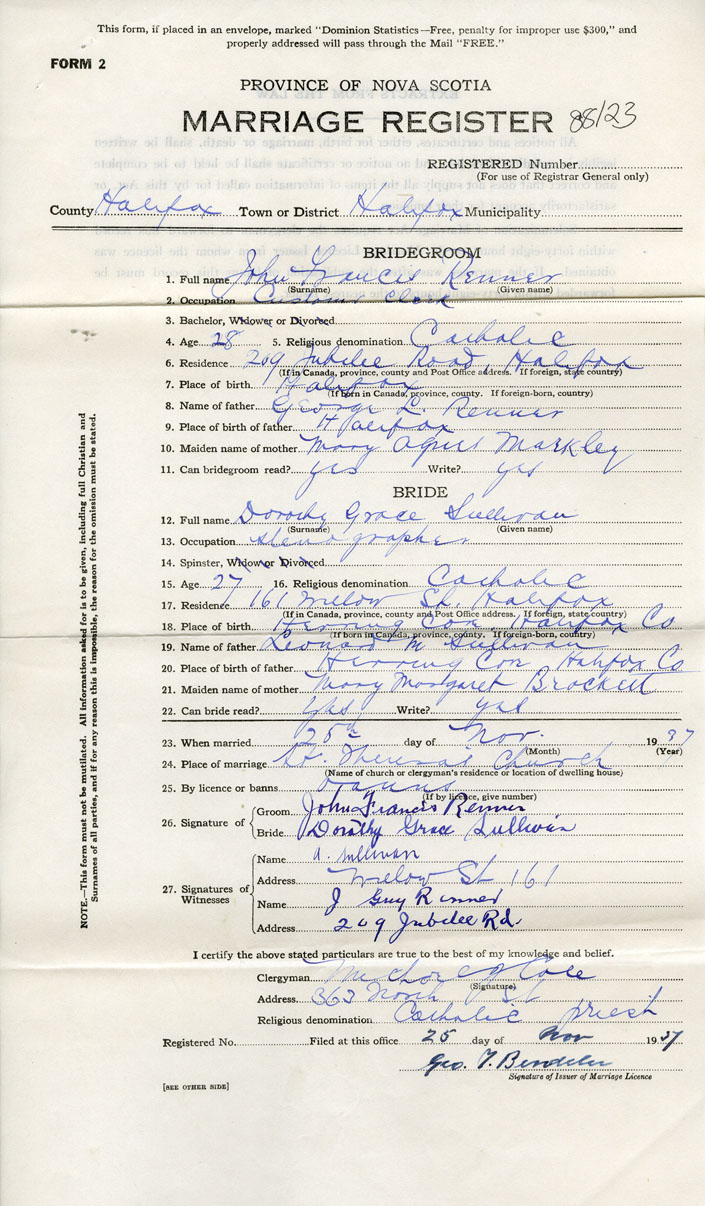 This form, if placed in an envelope, marked "Dominion Statistics—Free, penalty for improper use $300," and
properly addressed will pass through the Mail "FREE."
FORM 2
PROVINCE OF NOVA SCOTIA
MARRIAGE REGISTER 88/23
REGISTERED Number
(For use of Registrar General only)
County Halifax Town or District Halifax Municipality
BRIDEGROOM
1. Full name John Francis Renner
(Surname) (Given name)
2. Occupation Customs Clerk
3. Bachelor, Widower or Divorced
4. Age 28 5. Religious denomination Catholic
6. Residence 209 Jubilee Road, Halifax
(If in Canada, province, county and Post Office address. If foreign, state country)
7. Place of birth Halifax
(If born in Canada, province, county. If foreign-born, country)
8. Name of father George L. Renner
9. Place of birth of father Halifax
10. Maiden name of mother Mary Agnes Markley
11. Can bridegroom read? yes Write? yes
BRIDE
12. Full name Dorothy Grace Sullivan
(Surname) (Given name)
13. Occupation stenographer
14. Spinster, Widow or Divorced
15. Age 27 16. Religious denomination Catholic
17. Residence 161 Willow St Halifax
(If in Canada, province, county and Post Office address. If foreign, state country)
18. Place of birth Herring Cove Halifax Co
(If born in Canada, province, county. If foreign-born, country)
19. Name of father Leonard M Sullivan
20. Place of birth of father Herring Cove Halifax Co
21. Maiden name of mother Mary Margaret Brackett
22. Can bride read? yes Write? yes
23. When married 25th day of Nov. 1937
(Month) (Year)
24. Place of marriage St. Theresa's Church
(Name of church or clergyman's residence or location of dwelling house)
25. By licence or banns banns
(If by licence, give number)
26. Signature of
Groom John Francis Renner
Bride Dorothy Grace Sullivan
27. Signatures of
Witnesses
Name A. Sullivan
Address Willow St 161
Name J Guy Renner
Address 209 Jubilee Rd.
I certify the above stated particulars are true to the best of my knowledge and belief.
Clergyman Cole
(Signature)
Address 363 North St
Religious denomination Catholic priest
Registered No. Filed at this office 25 day of Nov 1937
Geo. T.
Signature of Issuer of Marriage Licence
[SEE OTHER SIDE]
NOTE.—This form must not be mutilated. All information asked for is to be given, including full Christian and
Surnames of all parties, and if for any reason this is impossible, the reason for the omission must be stated.